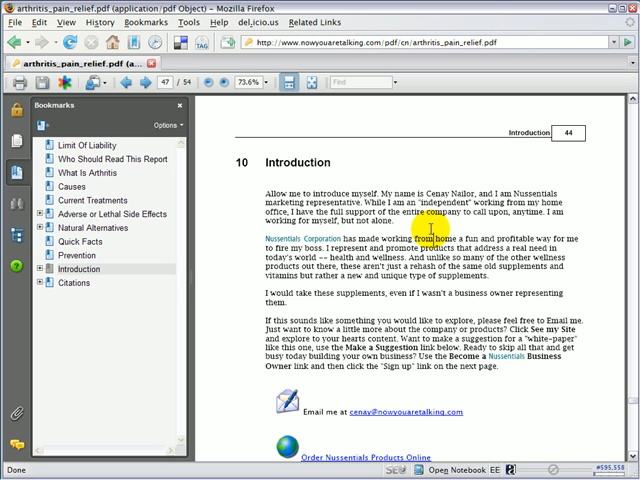 arthritis_pain_relief.pdf (application/pdf Object) - Mozilla Firefox
File Edit View History Bookmarks Tools Help del.icio.us Related Links
TAG http://www.nowyouaretalking.com/pdf/cn/arthritis_pain_relief.pdf
arthritis_pain_relief.pdf (a...
47 / 54 73.6% Find
Bookmarks
Options
Limit Of Liability
Who Should Read This Report
What Is Arthritis
Causes
Current Treatments
Adverse or Lethal Side Effects
Natural Alternatives
Quick Facts
Prevention
Introduction
Citations
Introduction 44
10 Introduction
Allow me to introduce myself. My name is Cenay Nailor, and I am Nussentials
marketing representative. While I am an "independent" working from my home
office, I have the full support of the entire company to call upon, anytime. I am
working for myself, but not alone.
Nussentials Corporation has made working from home a fun and profitable way for me
to fire my boss. I represent and promote products that address a real need in
today's world -- health and wellness. And unlike so many of the other wellness
products out there, these aren't just a rehash of the same old supplements and
vitamins but rather a new and unique type of supplements.
I would take these supplements, even if I wasn't a business owner representing
them.
If this sounds like something you would like to explore, please feel free to Email me.
Just want to know a little more about the company or products? Click See my Site
and explore to your hearts content. Want to make a suggestion for a "white-paper"
like this one, use the Make a Suggestion link below. Ready to skip all that and get
busy today building your own business? Use the Become a Nussentials Business
Owner link and then click the "Sign up" link on the next page.
Email me at cenay@nowyouaretalking.com
Order Nussentials Products Online
Done Open Notebook EE #595,558